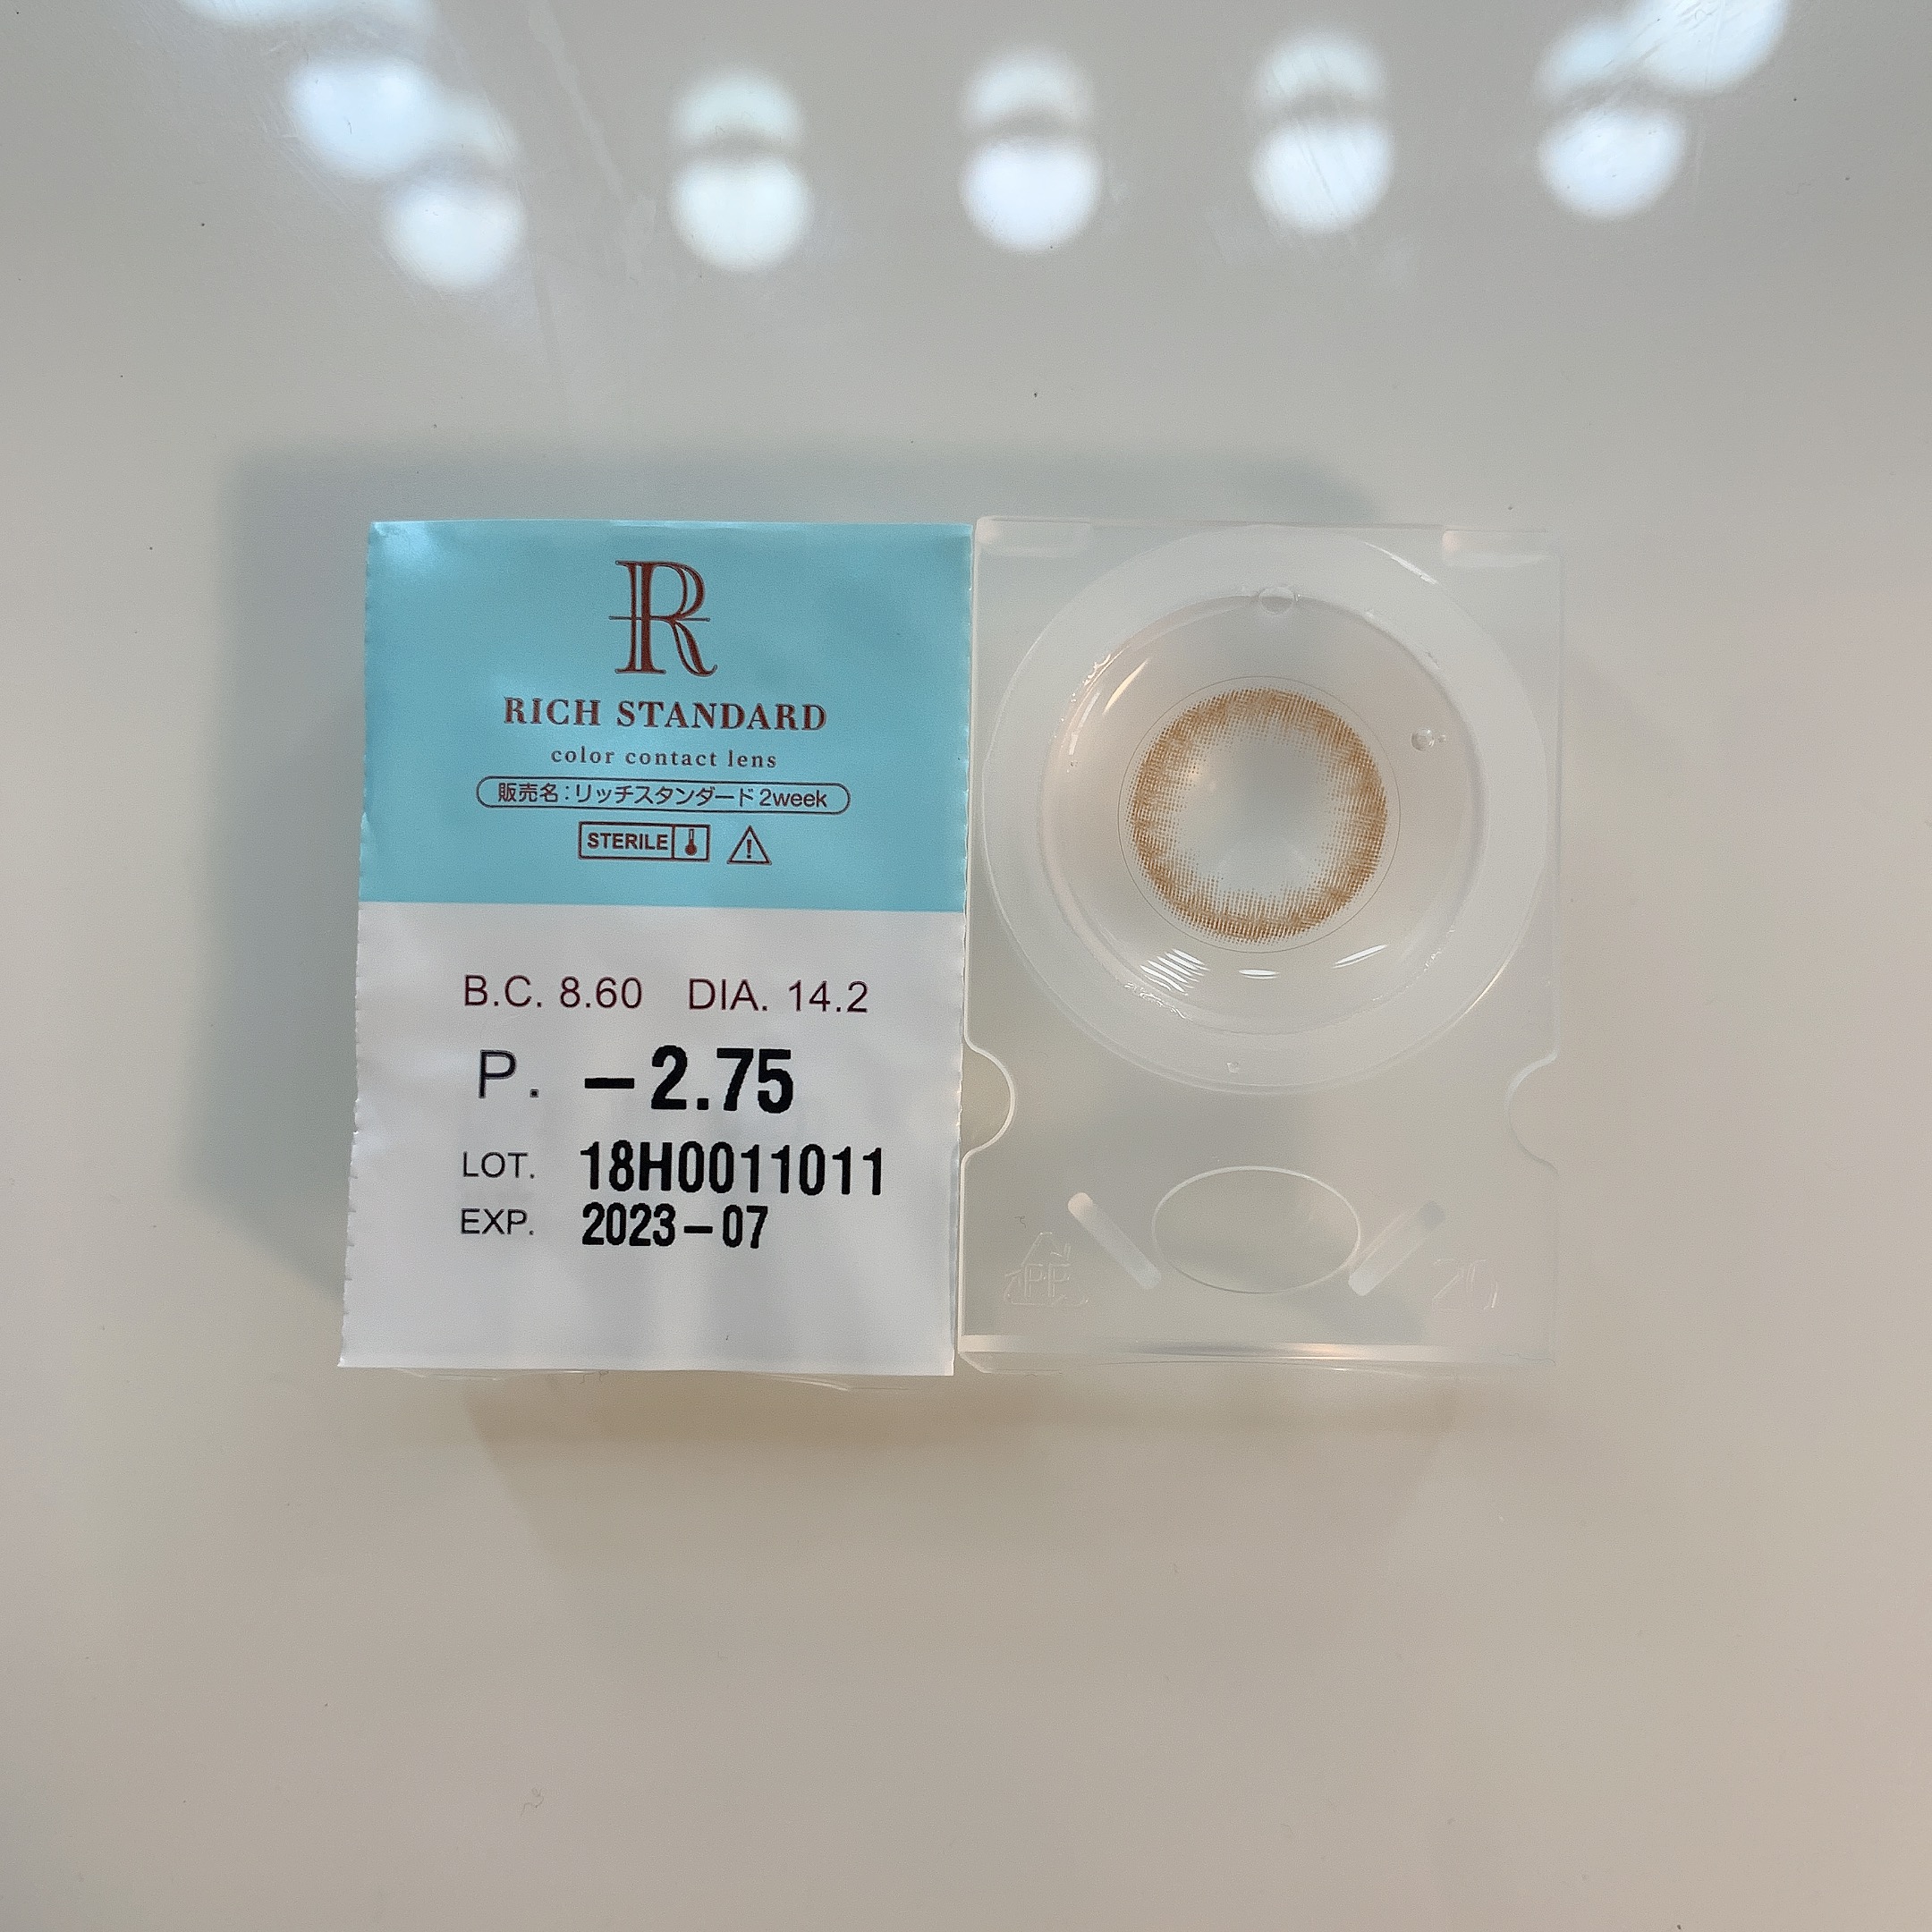 R
RICH STANDARD
color contact lens
販売名:リッチスタンダード 2week
STERILE
B.C. 8.60 DIA. 14.2
P. −2.75
LOT. 18H0011011
EXP. 2023−07
PP